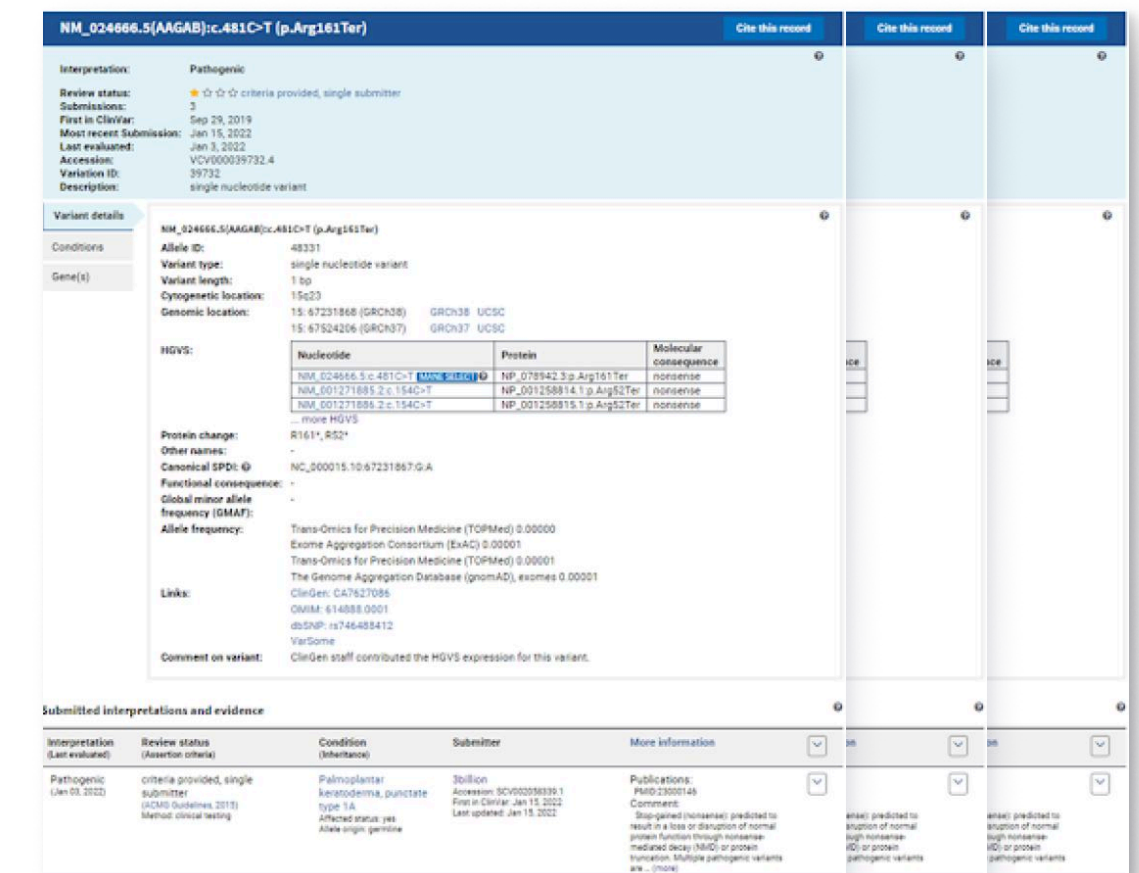 NM_024666.5(AAGAB):c.481C>T (p.Arg161Ter) Cite this record Cite this record Cite this record
Interpretation: Pathogenic
Review status: criteria provided, single submitter
Submissions: 3
First in ClinVar: Sep 29, 2019
Most recent Submission: Jan 15, 2022
Last evaluated: Jan 3, 2022
Accession: VCV000039732.4
Variation ID: 39732
Description: single nucleotide variant
Variant details
Conditions
Gene(s)
NM_024666.5(AAGAB):c.481C>T (p.Arg161Ter)
Allele ID: 48331
Variant type: single nucleotide variant
Variant length: 1 bp
Cytogenetic location: 15q23
Genomic location: 15: 67231868 (GRCh38) GRCh38 UCSC
15: 67524206 (GRCh37) GRCh37 UCSC
HGVS:
Nucleotide Protein Molecular consequence
NM_024666.5:c.481C>T MANE SELECT NP_078942.3:p.Arg161Ter nonsense
NM_001271885.2:c.154C>T NP_001258814.1:p.Arg52Ter nonsense
NM_001271886.2:c.154C>T NP_001258815.1:p.Arg52Ter nonsense
... more HGVS
Protein change: R161*, R52*
Other names: -
Canonical SPDI: NC_000015.10:67231867:G:A
Functional consequence: -
Global minor allele frequency (GMAF): -
Allele frequency: Trans-Omics for Precision Medicine (TOPMed) 0.00000
Exome Aggregation Consortium (ExAC) 0.00001
Trans-Omics for Precision Medicine (TOPMed) 0.00001
The Genome Aggregation Database (gnomAD), exomes 0.00001
Links: ClinGen: CA7627086
OMIM: 614888.0001
dbSNP: rs746488412
VarSome
Comment on variant: ClinGen staff contributed the HGVS expression for this variant.
Submitted interpretations and evidence
Interpretation Review status Condition Submitter More information
(Last evaluated) (Assertion criteria) (Inheritance)
Pathogenic criteria provided, single Palmoplantar 3billion Publications:
(Jan 03, 2022) submitter keratoderma, punctate Accession: SCV002058339.1 PMID:23000146
(ACMG Guidelines, 2015) type 1A First in ClinVar: Jan 15, 2022 Comment:
Method: clinical testing Affected status: yes Last updated: Jan 15, 2022 Stop-gained (nonsense): predicted to
Allele origin: germline result in a loss or disruption of normal
protein function through nonsense-
mediated decay (NMD) or protein
truncation. Multiple pathogenic variants
are ... (more)